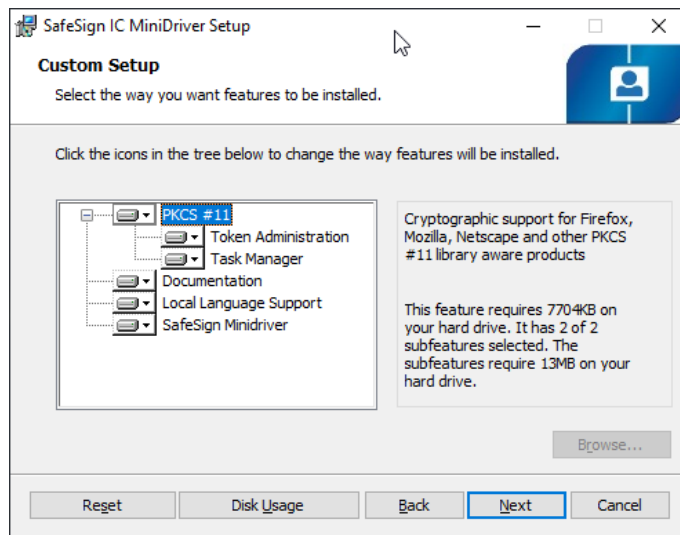 SafeSign IC MiniDriver Setup
Custom Setup
Select the way you want features to be installed.
Click the icons in the tree below to change the way features will be installed.
PKCS #11
Token Administration
Task Manager
Documentation
Local Language Support
SafeSign Minidriver
Cryptographic support for Firefox,
Mozilla, Netscape and other PKCS
#11 library aware products
This feature requires 7704KB on
your hard drive. It has 2 of 2
subfeatures selected. The
subfeatures require 13MB on your
hard drive.
Browse...
Reset
Disk Usage
Back
Next
Cancel